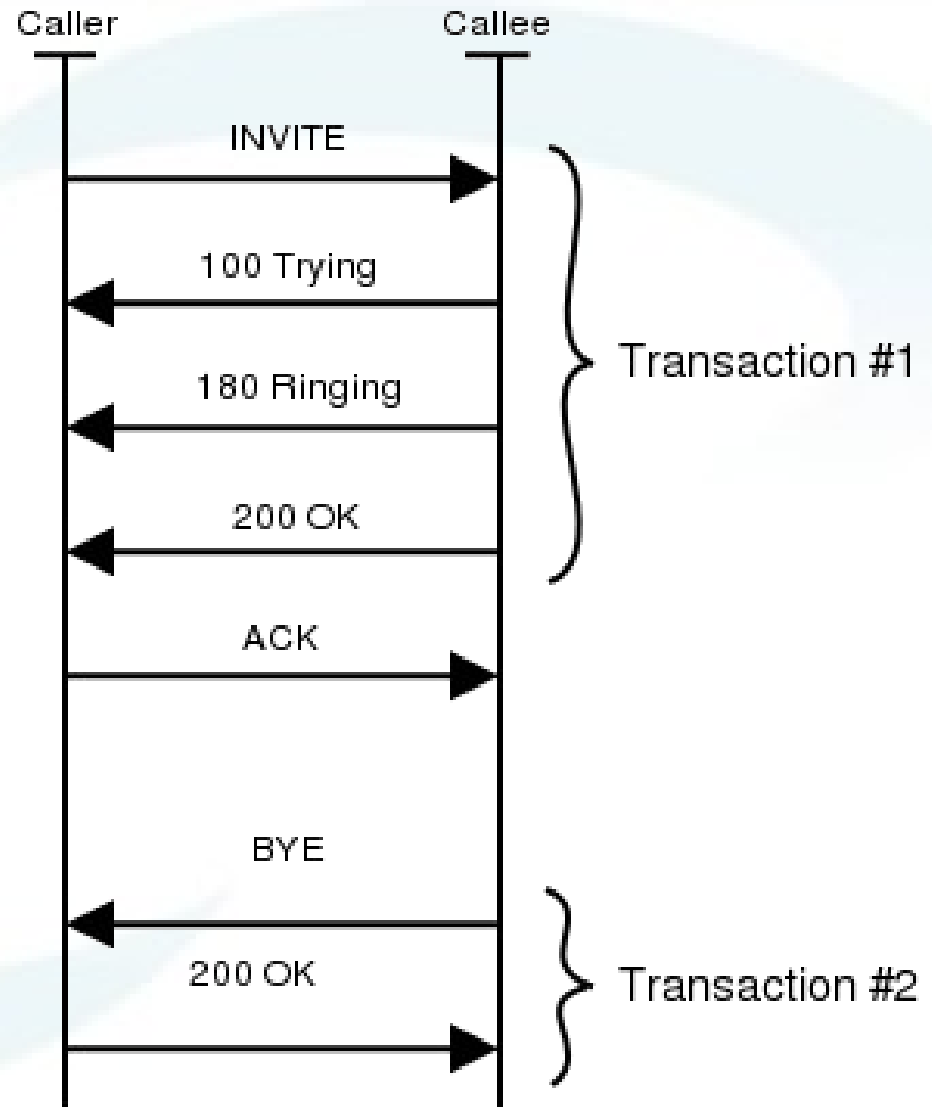 Caller Callee
INVITE
100 Trying
180 Ringing
Transaction #1
200 OK
ACK
BYE
200 OK
Transaction #2